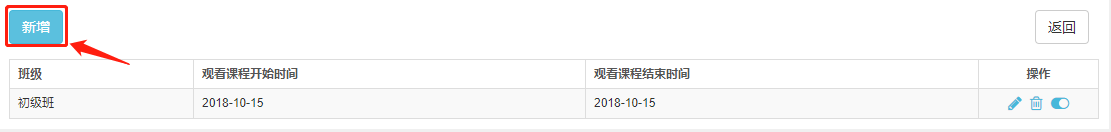 新增 返回
班级 观看课程开始时间 观看课程结束时间 操作
初级班 2018-10-15 2018-10-15